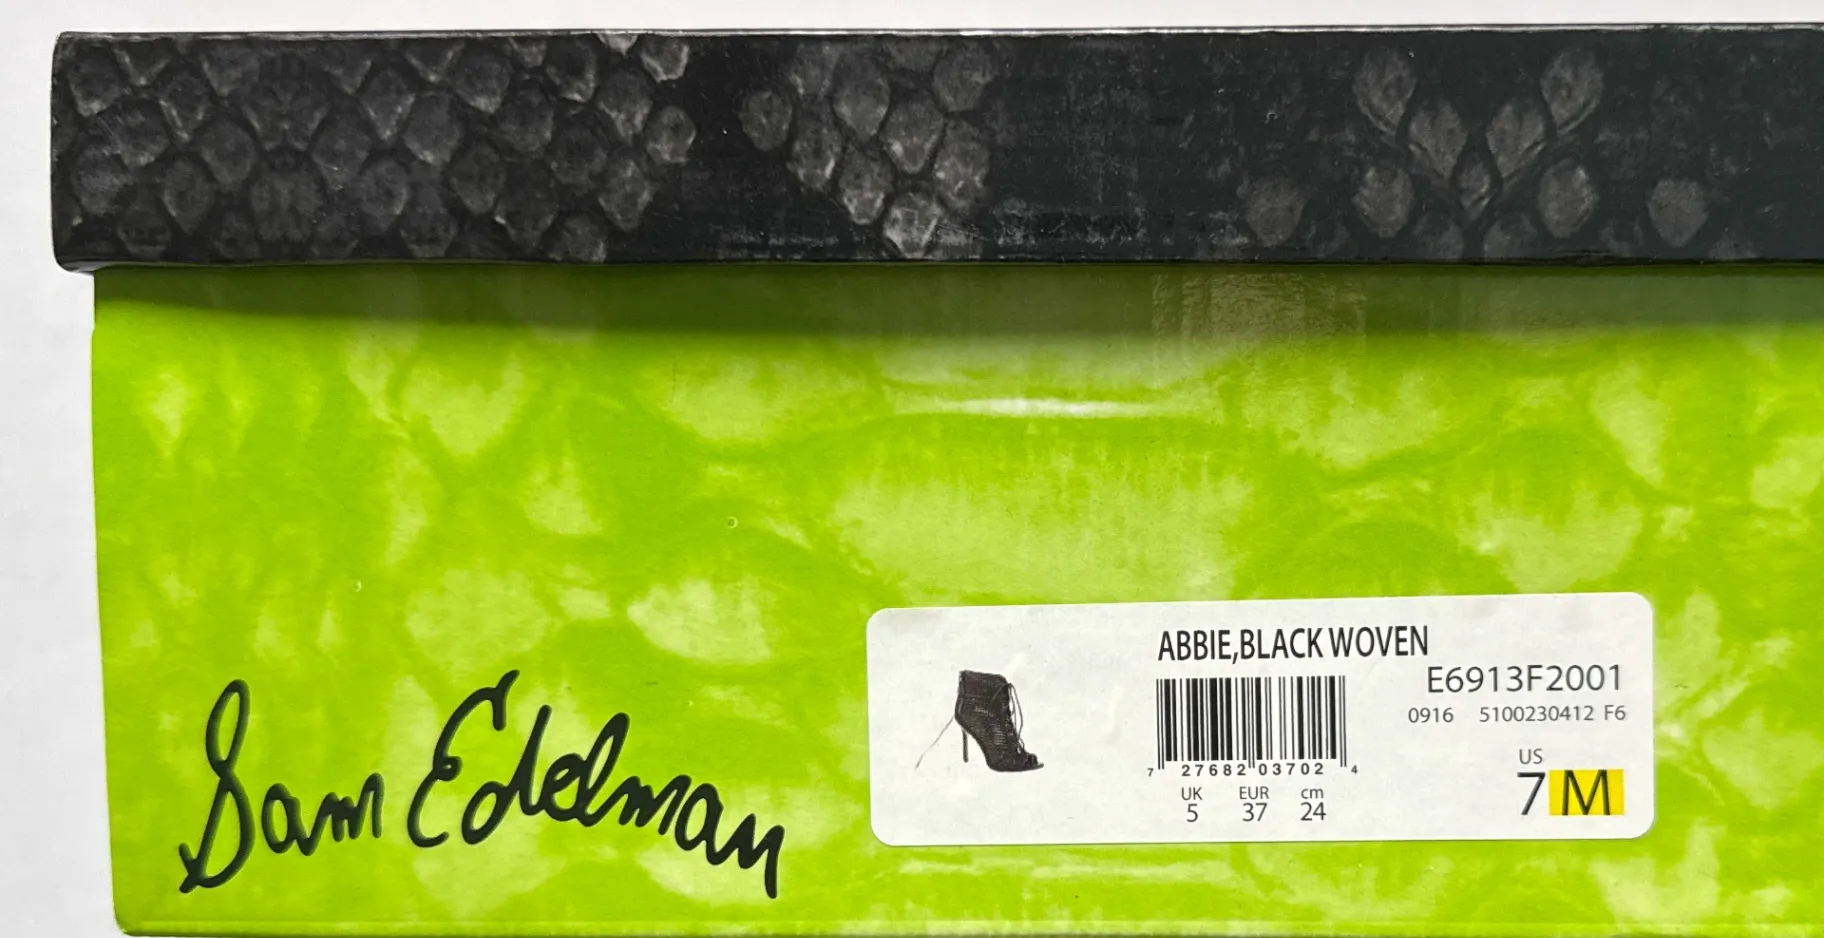 Sam Edelman
ABBIE,BLACK WOVEN
E6913F2001
0916 5100230412 F6
7 27682 03702 4
UK EUR cm
5 37 24
US
7 M